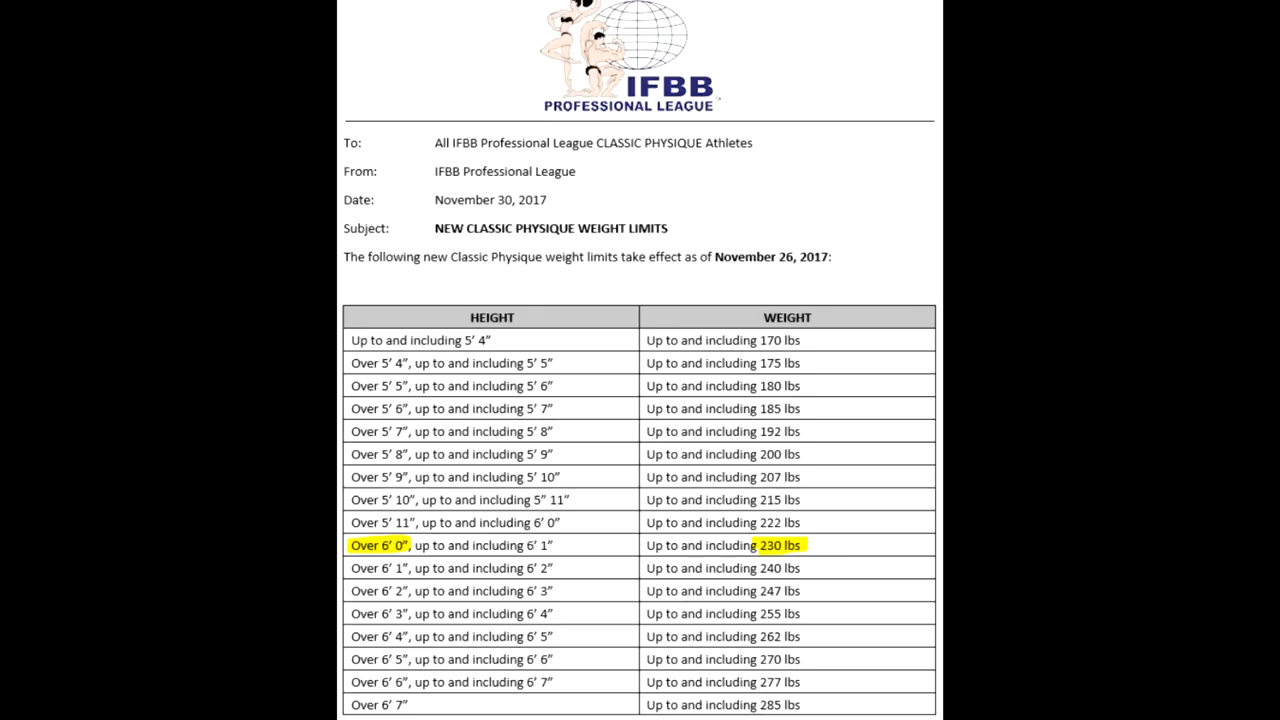 IFBB
PROFESSIONAL LEAGUE
To: All IFBB Professional League CLASSIC PHYSIQUE Athletes
From: IFBB Professional League
Date: November 30, 2017
Subject: NEW CLASSIC PHYSIQUE WEIGHT LIMITS
The following new Classic Physique weight limits take effect as of November 26, 2017:
HEIGHT WEIGHT
Up to and including 5’ 4” Up to and including 170 lbs
Over 5’ 4”, up to and including 5’ 5” Up to and including 175 lbs
Over 5’ 5”, up to and including 5’ 6” Up to and including 180 lbs
Over 5’ 6”, up to and including 5’ 7” Up to and including 185 lbs
Over 5’ 7”, up to and including 5’ 8” Up to and including 192 lbs
Over 5’ 8”, up to and including 5’ 9” Up to and including 200 lbs
Over 5’ 9”, up to and including 5’ 10” Up to and including 207 lbs
Over 5’ 10”, up to and including 5” 11” Up to and including 215 lbs
Over 5’ 11”, up to and including 6’ 0” Up to and including 222 lbs
Over 6’ 0”, up to and including 6’ 1” Up to and including 230 lbs
Over 6’ 1”, up to and including 6’ 2” Up to and including 240 lbs
Over 6’ 2”, up to and including 6’ 3” Up to and including 247 lbs
Over 6’ 3”, up to and including 6’ 4” Up to and including 255 lbs
Over 6’ 4”, up to and including 6’ 5” Up to and including 262 lbs
Over 6’ 5”, up to and including 6’ 6” Up to and including 270 lbs
Over 6’ 6”, up to and including 6’ 7” Up to and including 277 lbs
Over 6’ 7” Up to and including 285 lbs